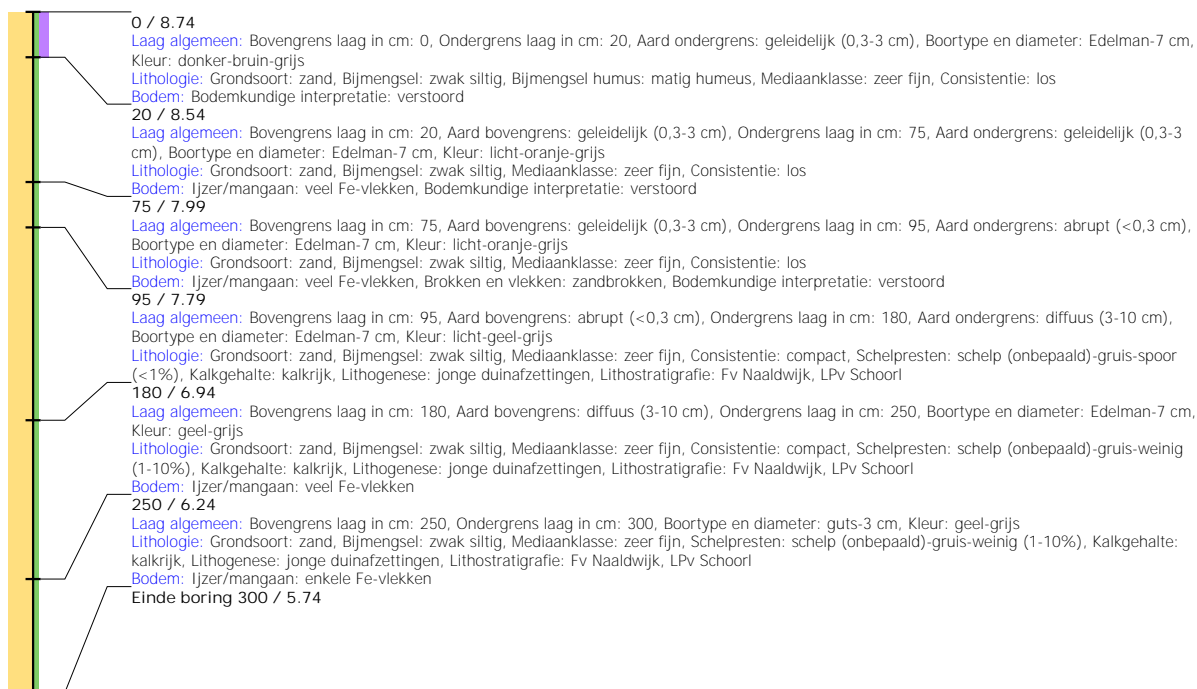 0 / 8.74
Laag algemeen: Bovengrens laag in cm: 0, Ondergrens laag in cm: 20, Aard ondergrens: geleidelijk (0,3-3 cm), Boortype en diameter: Edelman-7 cm,
Kleur: donker-bruin-grijs
Lithologie: Grondsoort: zand, Bijmengsel: zwak siltig, Bijmengsel humus: matig humeus, Mediaanklasse: zeer fijn, Consistentie: los
Bodem: Bodemkundige interpretatie: verstoord
20 / 8.54
Laag algemeen: Bovengrens laag in cm: 20, Aard bovengrens: geleidelijk (0,3-3 cm), Ondergrens laag in cm: 75, Aard ondergrens: geleidelijk (0,3-3
cm), Boortype en diameter: Edelman-7 cm, Kleur: licht-oranje-grijs
Lithologie: Grondsoort: zand, Bijmengsel: zwak siltig, Mediaanklasse: zeer fijn, Consistentie: los
Bodem: Ijzer/mangaan: veel Fe-vlekken, Bodemkundige interpretatie: verstoord
75 / 7.99
Laag algemeen: Bovengrens laag in cm: 75, Aard bovengrens: geleidelijk (0,3-3 cm), Ondergrens laag in cm: 95, Aard ondergrens: abrupt (<0,3 cm),
Boortype en diameter: Edelman-7 cm, Kleur: licht-oranje-grijs
Lithologie: Grondsoort: zand, Bijmengsel: zwak siltig, Mediaanklasse: zeer fijn, Consistentie: los
Bodem: Ijzer/mangaan: veel Fe-vlekken, Brokken en vlekken: zandbrokken, Bodemkundige interpretatie: verstoord
95 / 7.79
Laag algemeen: Bovengrens laag in cm: 95, Aard bovengrens: abrupt (<0,3 cm), Ondergrens laag in cm: 180, Aard ondergrens: diffuus (3-10 cm),
Boortype en diameter: Edelman-7 cm, Kleur: licht-geel-grijs
Lithologie: Grondsoort: zand, Bijmengsel: zwak siltig, Mediaanklasse: zeer fijn, Consistentie: compact, Schelpresten: schelp (onbepaald)-gruis-spoor
(<1%), Kalkgehalte: kalkrijk, Lithogenese: jonge duinafzettingen, Lithostratigrafie: Fv Naaldwijk, LPv Schoorl
180 / 6.94
Laag algemeen: Bovengrens laag in cm: 180, Aard bovengrens: diffuus (3-10 cm), Ondergrens laag in cm: 250, Boortype en diameter: Edelman-7 cm,
Kleur: geel-grijs
Lithologie: Grondsoort: zand, Bijmengsel: zwak siltig, Mediaanklasse: zeer fijn, Consistentie: compact, Schelpresten: schelp (onbepaald)-gruis-weinig
(1-10%), Kalkgehalte: kalkrijk, Lithogenese: jonge duinafzettingen, Lithostratigrafie: Fv Naaldwijk, LPv Schoorl
Bodem: Ijzer/mangaan: veel Fe-vlekken
250 / 6.24
Laag algemeen: Bovengrens laag in cm: 250, Ondergrens laag in cm: 300, Boortype en diameter: guts-3 cm, Kleur: geel-grijs
Lithologie: Grondsoort: zand, Bijmengsel: zwak siltig, Mediaanklasse: zeer fijn, Schelpresten: schelp (onbepaald)-gruis-weinig (1-10%), Kalkgehalte:
kalkrijk, Lithogenese: jonge duinafzettingen, Lithostratigrafie: Fv Naaldwijk, LPv Schoorl
Bodem: Ijzer/mangaan: enkele Fe-vlekken
Einde boring 300 / 5.74